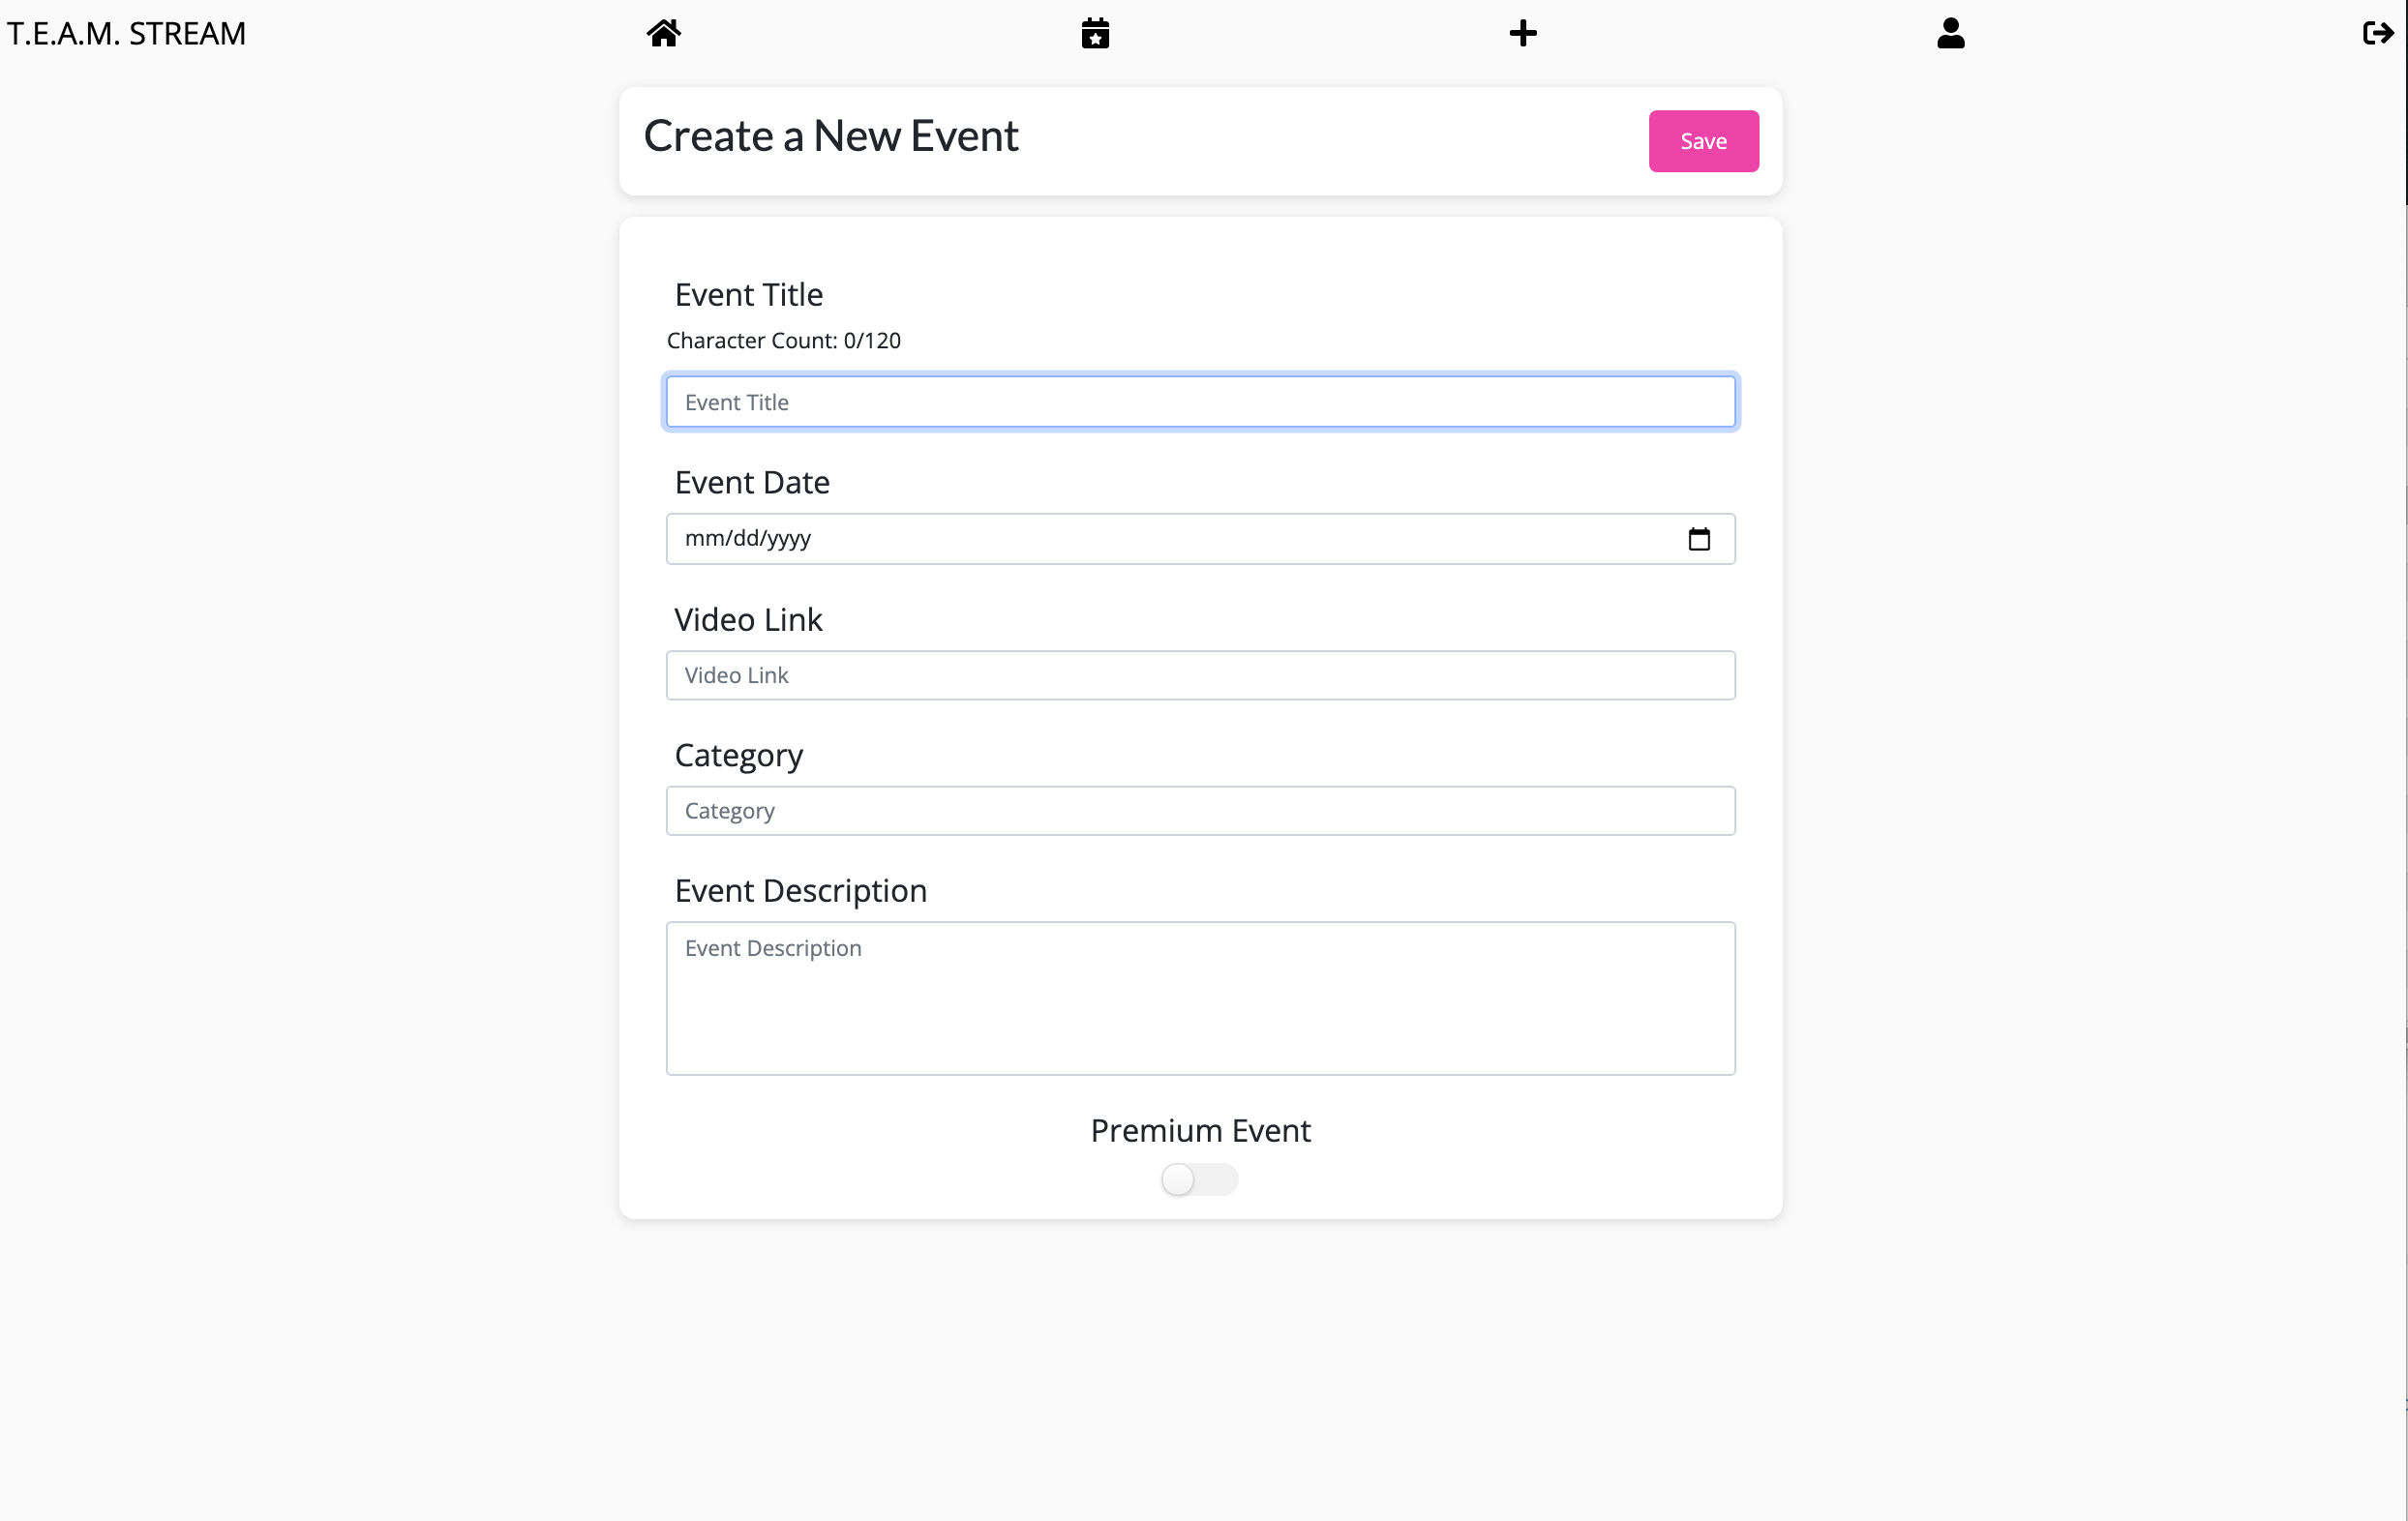 T.E.A.M. STREAM
Create a New Event
Save
Event Title
Character Count: 0/120
Event Title
Event Date
mm/dd/yyyy
Video Link
Video Link
Category
Category
Event Description
Event Description
Premium Event